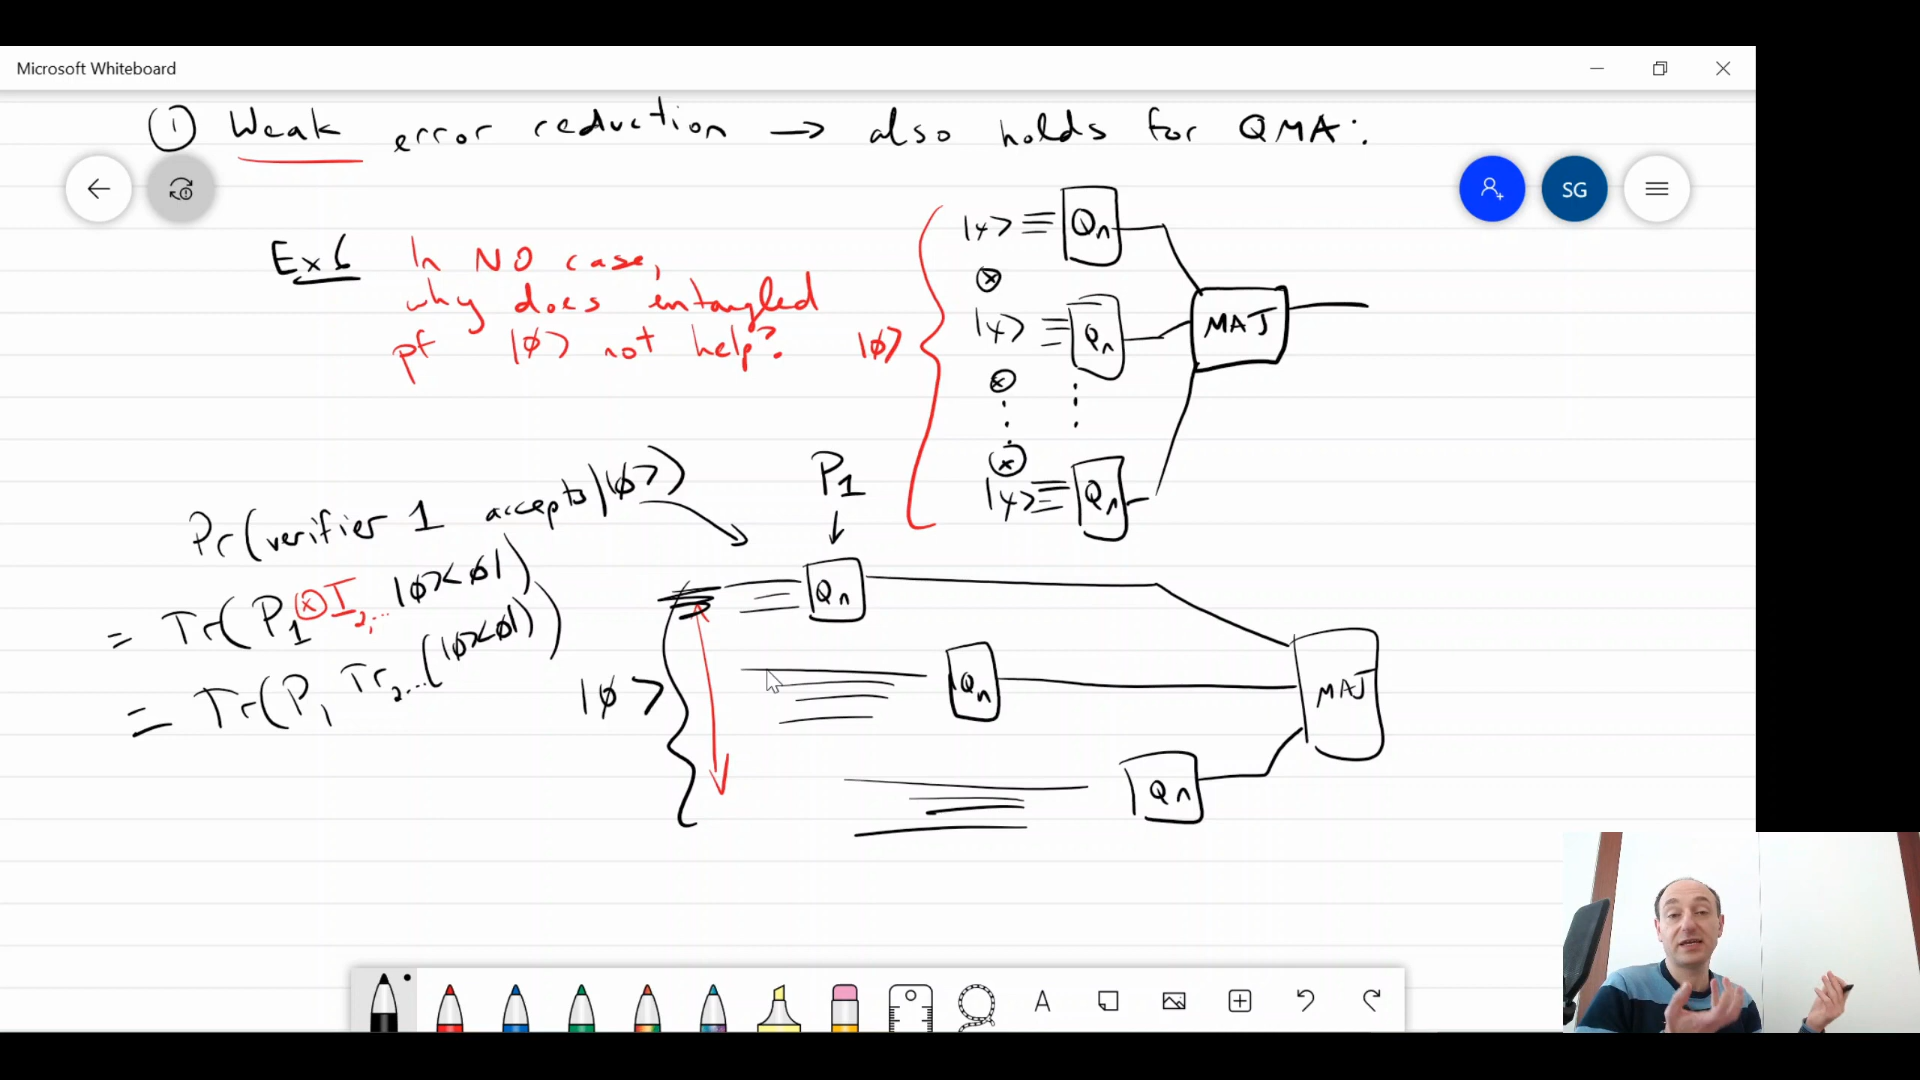 Microsoft Whiteboard
① Weak error reduction → also holds for QMA:
SG
Ex 6 In NO case,
why does entangled
pf |φ⟩ not help?
|φ⟩
|ψ⟩ Qn
⊗
|ψ⟩ Qn
MAJ
⊗
⊗
|ψ⟩ Qn
Pr(verifier 1 accepts | |φ⟩)
= Tr(P1 ⊗ I2,... |φ⟩⟨φ|)
= Tr(P1 Tr2,...(|φ⟩⟨φ|))
P1
↓
|φ⟩
Qn
Qn
Qn
MAJ
A